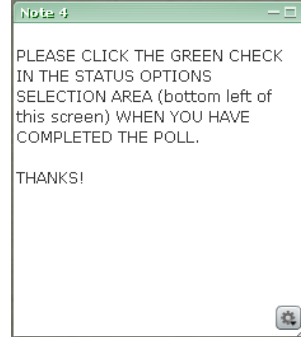 Note 4
PLEASE CLICK THE GREEN CHECK
IN THE STATUS OPTIONS
SELECTION AREA (bottom left of
this screen) WHEN YOU HAVE
COMPLETED THE POLL.
THANKS!